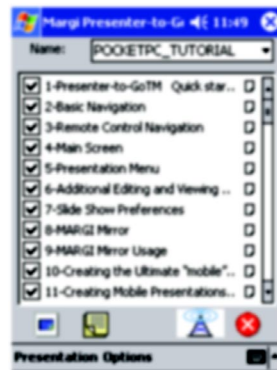 Margi Presenter-to-G 11:49
Name: POCKETPC_TUTORIAL
1-Presenter-to-GoTM Quick star...
2-Basic Navigation
3-Remote Control Navigation
4-Main Screen
5-Presentation Menu
6-Additional Editing and Viewing ..
7-Slide Show Preferences
8-MARGI Mirror
9-MARGI Mirror Usage
10-Creating the Ultimate "mobile"..
11-Creating Mobile Presentations..
Presentation Options